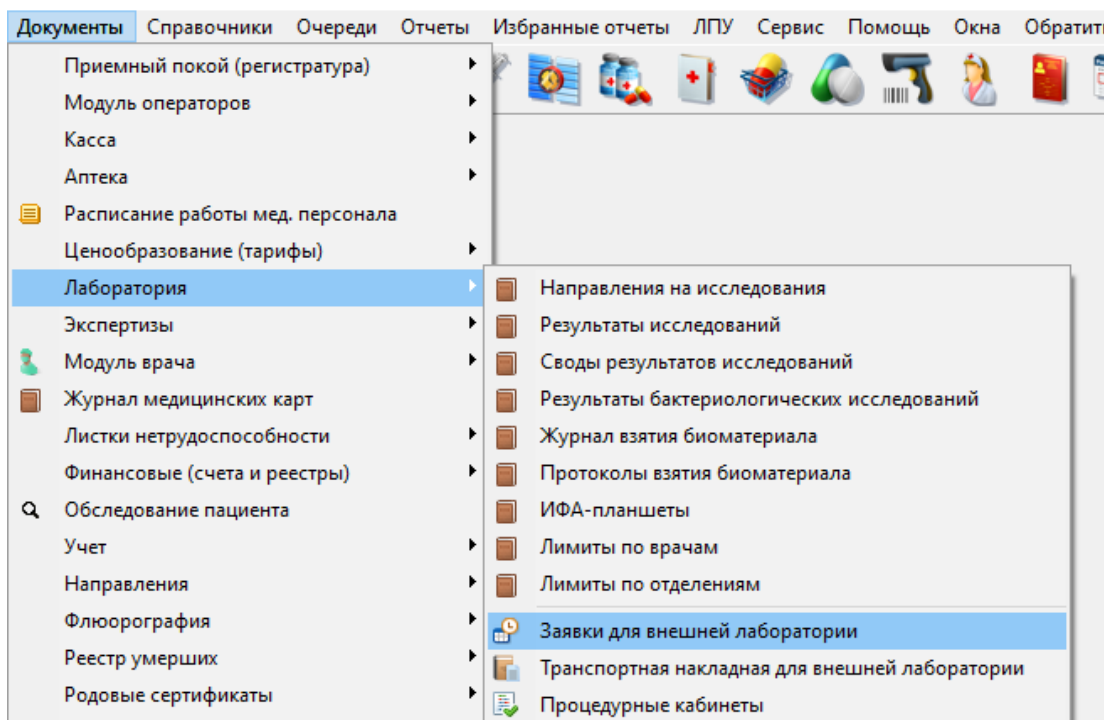 Документы Справочники Очереди Отчеты Избранные отчеты ЛПУ Сервис Помощь Окна
Приемный покой (регистратура)
Модуль операторов
Касса
Аптека
Расписание работы мед. персонала
Ценообразование (тарифы)
Лаборатория
Экспертизы
Модуль врача
Журнал медицинских карт
Листки нетрудоспособности
Финансовые (счета и реестры)
Обследование пациента
Учет
Направления
Флюорография
Реестр умерших
Родовые сертификаты
Направления на исследования
Результаты исследований
Своды результатов исследований
Результаты бактериологических исследований
Журнал взятия биоматериала
Протоколы взятия биоматериала
ИФА-планшеты
Лимиты по врачам
Лимиты по отделениям
Заявки для внешней лаборатории
Транспортная накладная для внешней лаборатории
Процедурные кабинеты